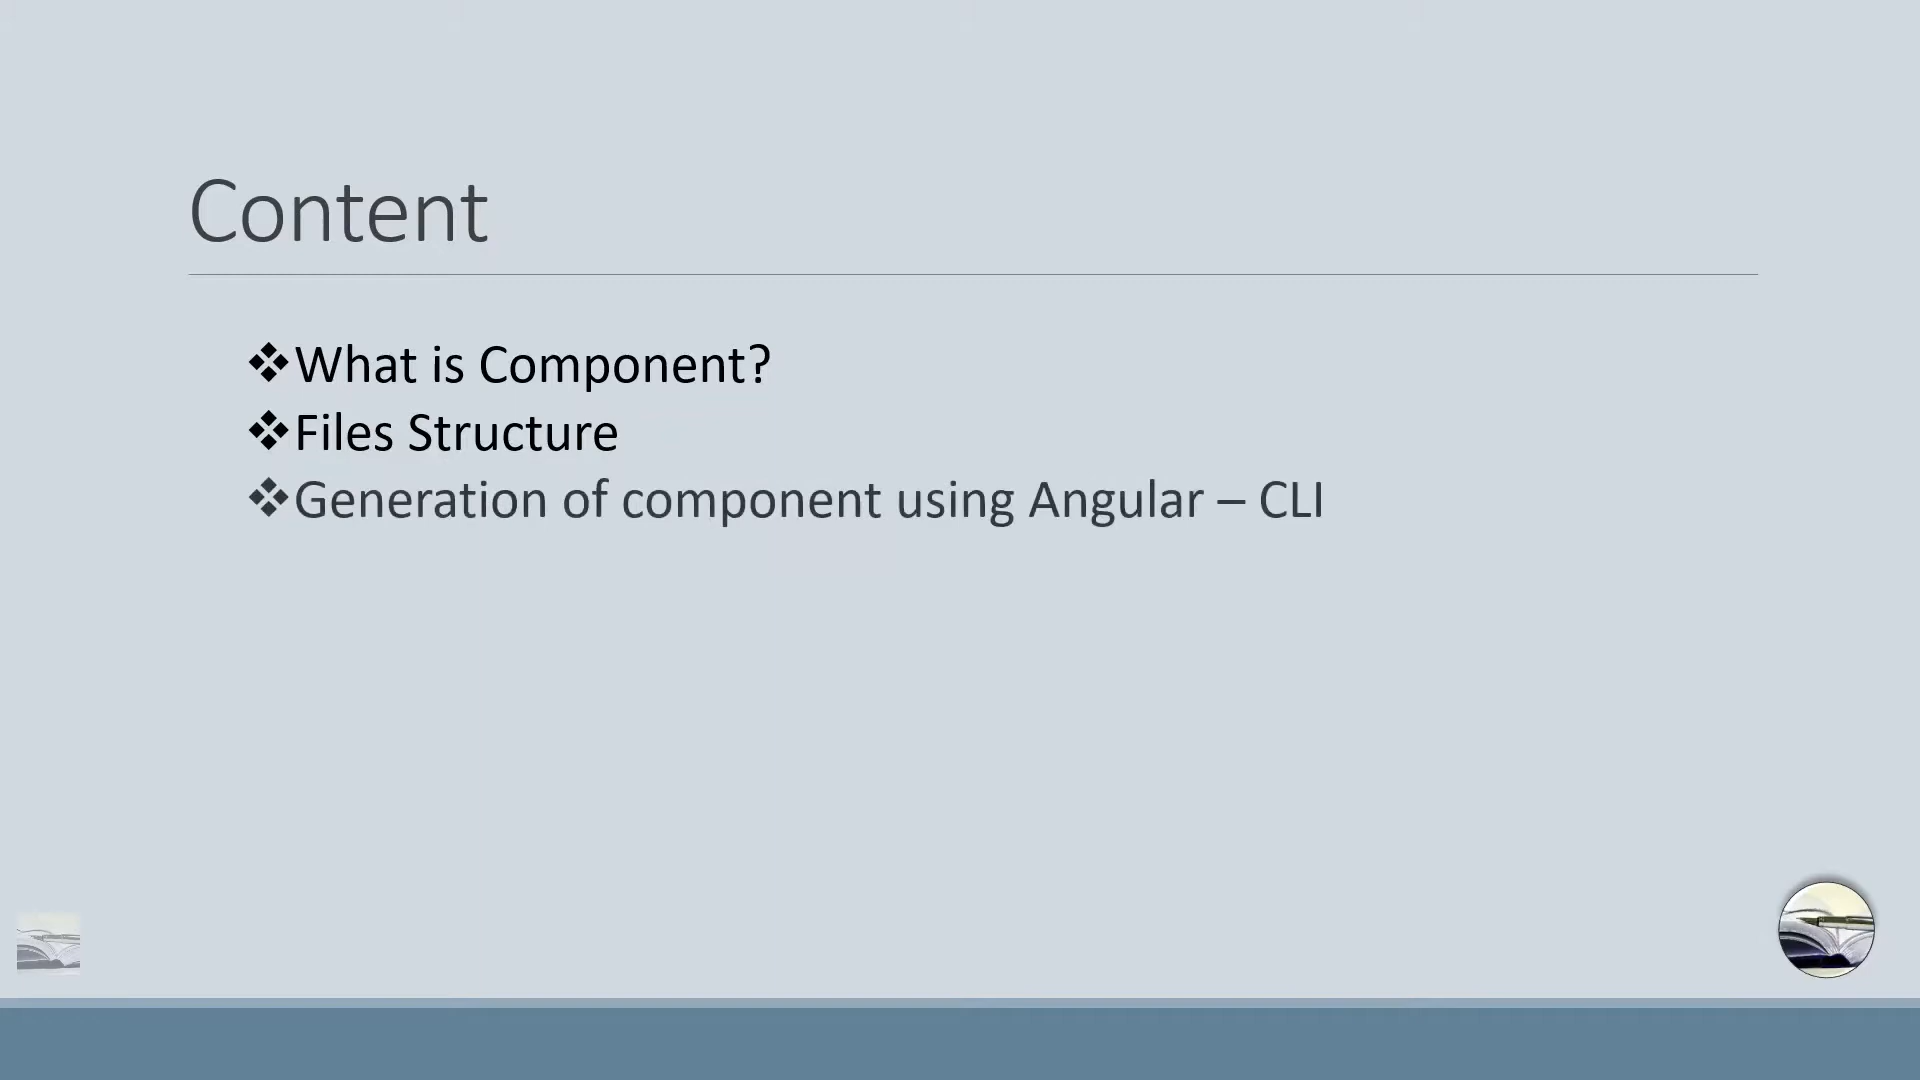 Content
❖What is Component?
❖Files Structure
❖Generation of component using Angular – CLI